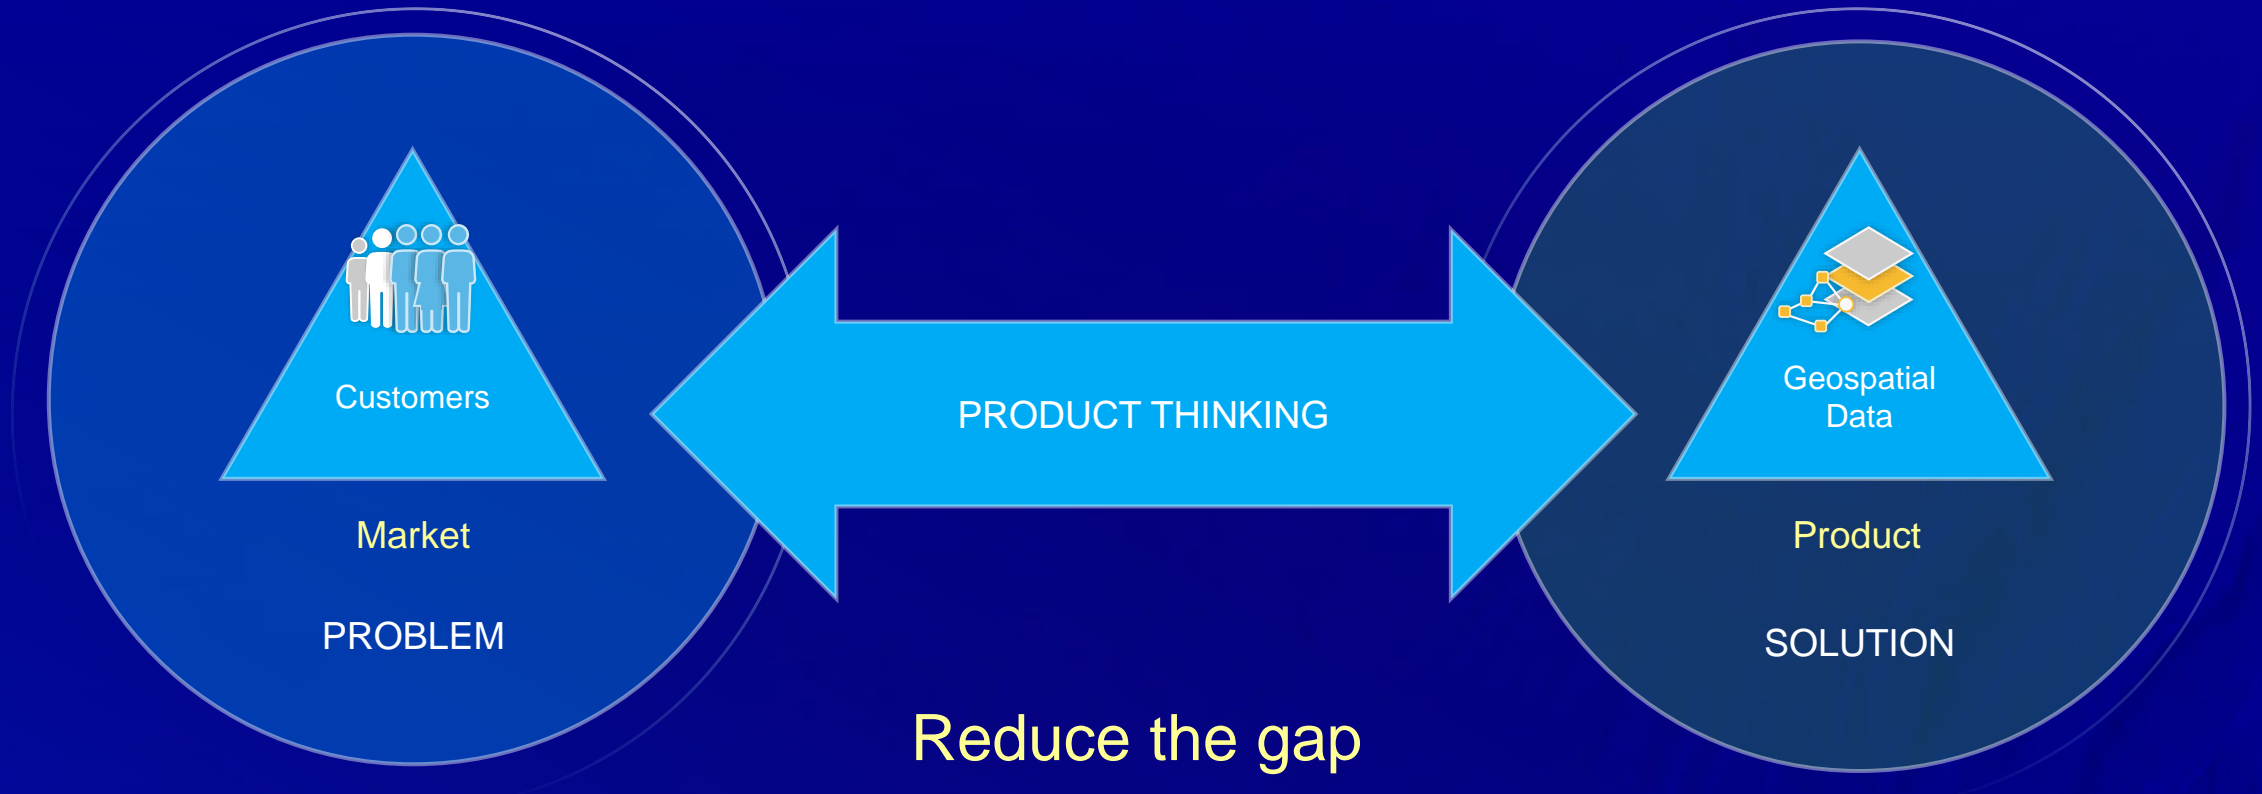 Customers
Market
PROBLEM
PRODUCT THINKING
Reduce the gap
Geospatial
Data
Product
SOLUTION